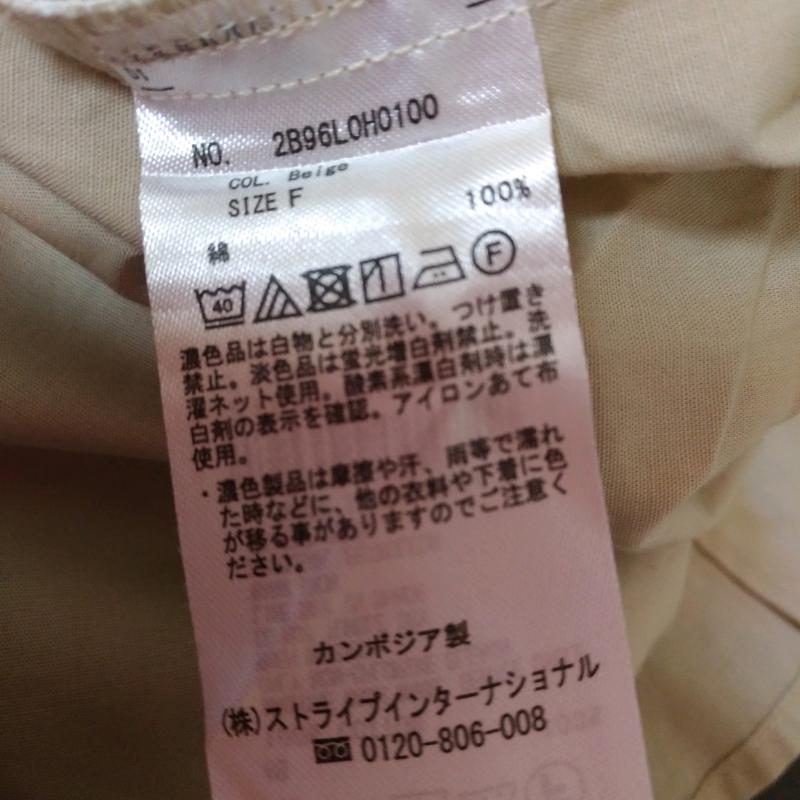 NO. 2B96L0H0100
COL. Beige
SIZE F
100%
綿
40
F
濃色品は白物と分別洗い。つけ置き
禁止。淡色品は蛍光増白剤禁止。洗
濯ネット使用。酸素系漂白剤時は漂
白剤の表示を確認。アイロンあて布
使用。
・濃色製品は摩擦や汗、雨等で濡れ
た時などに、他の衣料や下着に色
が移る事がありますのでご注意く
ださい。
カンボジア製
(株)ストライプインターナショナル
0120-806-008